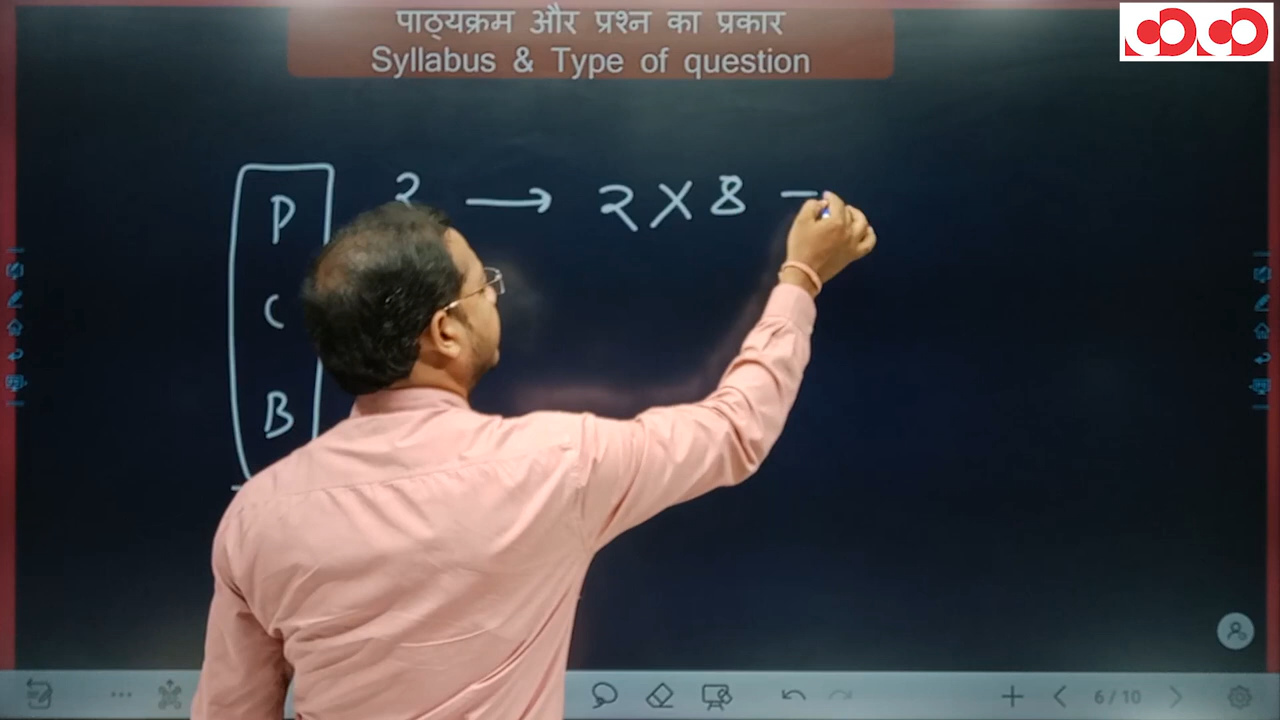 पाठ्यक्रम और प्रश्न का प्रकार
Syllabus & Type of question
P 2 → 2 X 8
C
B
6 / 10